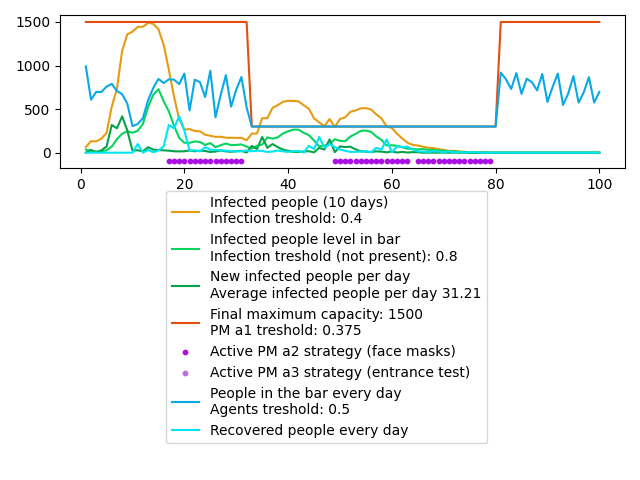 1500
1000
500
0
0
20
40
60
80
100
Infected people (10 days)
Infection treshold: 0.4
Infected people level in bar
Infection treshold (not present): 0.8
New infected people per day
Average infected people per day 31.21
Final maximum capacity: 1500
PM a1 treshold: 0.375
Active PM a2 strategy (face masks)
Active PM a3 strategy (entrance test)
People in the bar every day
Agents treshold: 0.5
Recovered people every day